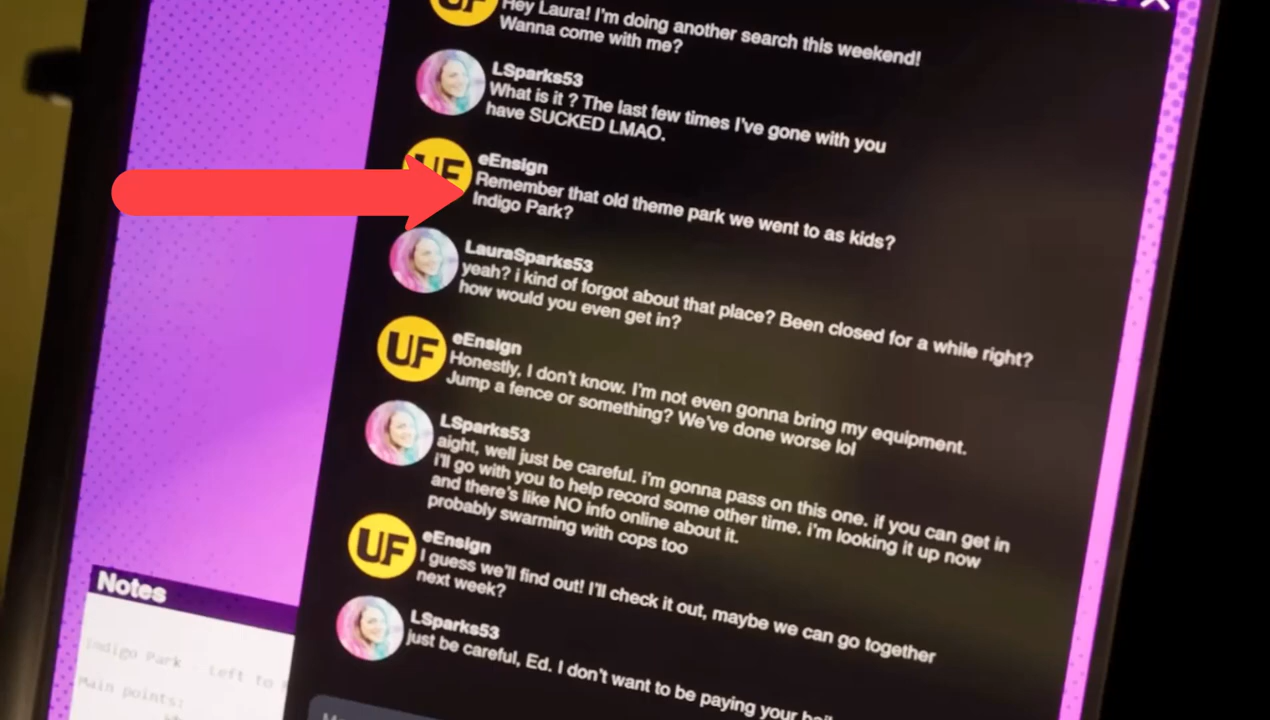 UF
Hey Laura! I'm doing another search this weekend!
Wanna come with me?
LSparks53
What is it ? The last few times I've gone with you
have SUCKED LMAO.
UF
eEnsign
Remember that old theme park we went to as kids?
Indigo Park?
LauraSparks53
yeah? i kind of forgot about that place? Been closed for a while right?
how would you even get in?
UF
eEnsign
Honestly, I don't know. I'm not even gonna bring my equipment.
Jump a fence or something? We've done worse lol
LSparks53
aight, well just be careful. i'm gonna pass on this one. if you can get in
i'll go with you to help record some other time. i'm looking it up now
and there's like NO info online about it.
probably swarming with cops too
UF
eEnsign
I guess we'll find out! I'll check it out, maybe we can go together
next week?
LSparks53
just be careful, Ed. I don't want to be paying your
Notes
Indigo Park - Left to
Main points: